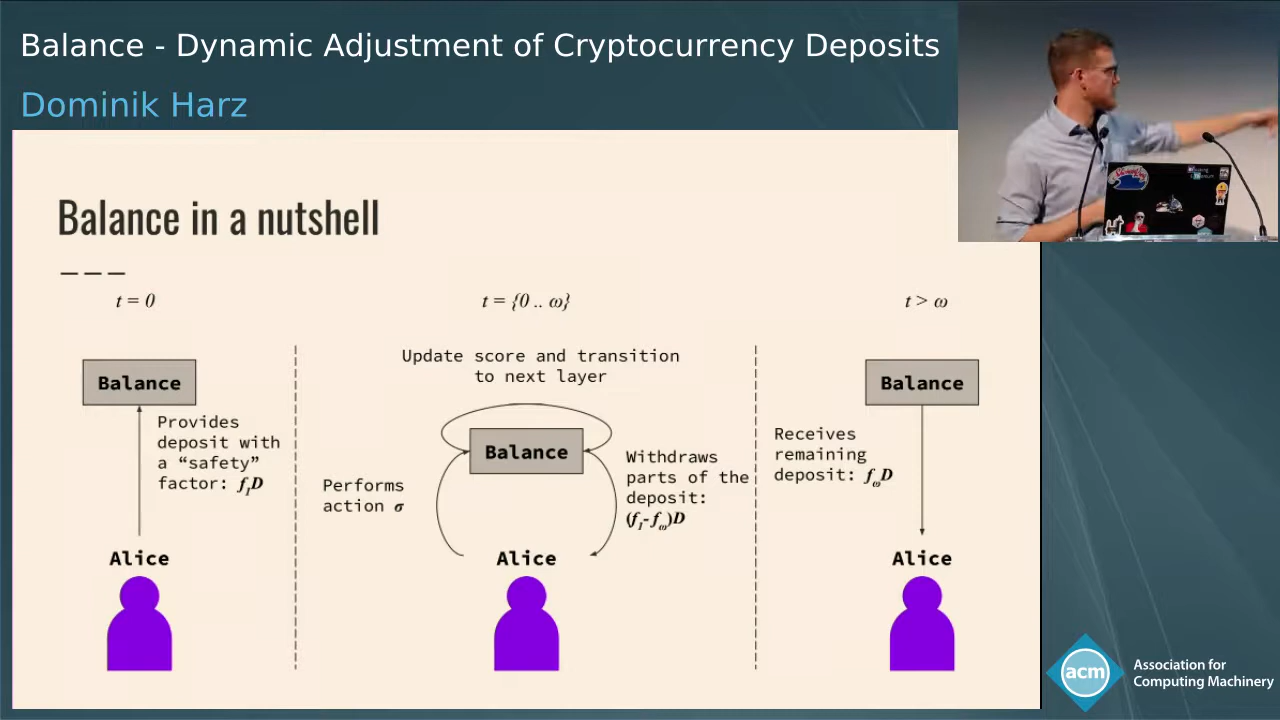 Balance - Dynamic Adjustment of Cryptocurrency Deposits
Dominik Harz
Balance in a nutshell
t = 0
t = {0 .. ω}
t > ω
Balance
Provides
deposit with
a “safety”
factor: f1D
Alice
Update score and transition
to next layer
Balance
Performs
action σ
Withdraws
parts of the
deposit:
(f1-fω)D
Alice
Balance
Receives
remaining
deposit: fωD
Alice
acm
Association for
Computing Machinery